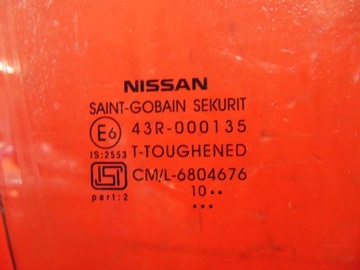 NISSAN
SAINT-GOBAIN SEKURIT
E6 43R-000135
IS:2553 T-TOUGHENED
ISI CM/L-6804676
part:2 10••
•••